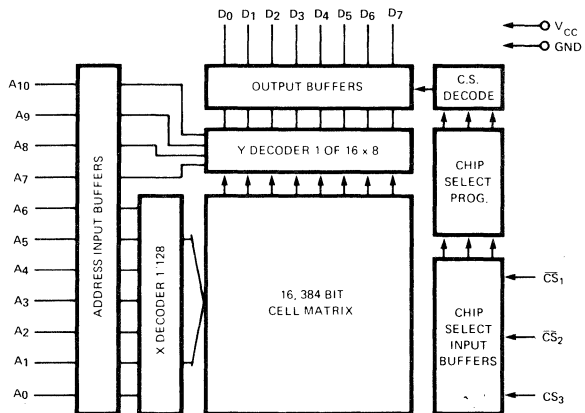 D0 D1 D2 D3 D4 D5 D6 D7
VCC
GND
OUTPUT BUFFERS
C.S.
DECODE
A10
A9
A8
A7
A6
A5
A4
A3
A2
A1
A0
ADDRESS INPUT BUFFERS
Y DECODER 1 OF 16 x 8
CHIP
SELECT
PROG.
X DECODER 1'128
16, 384 BIT
CELL MATRIX
CHIP
SELECT
INPUT
BUFFERS
C̅S̅1
C̅S̅2
CS3